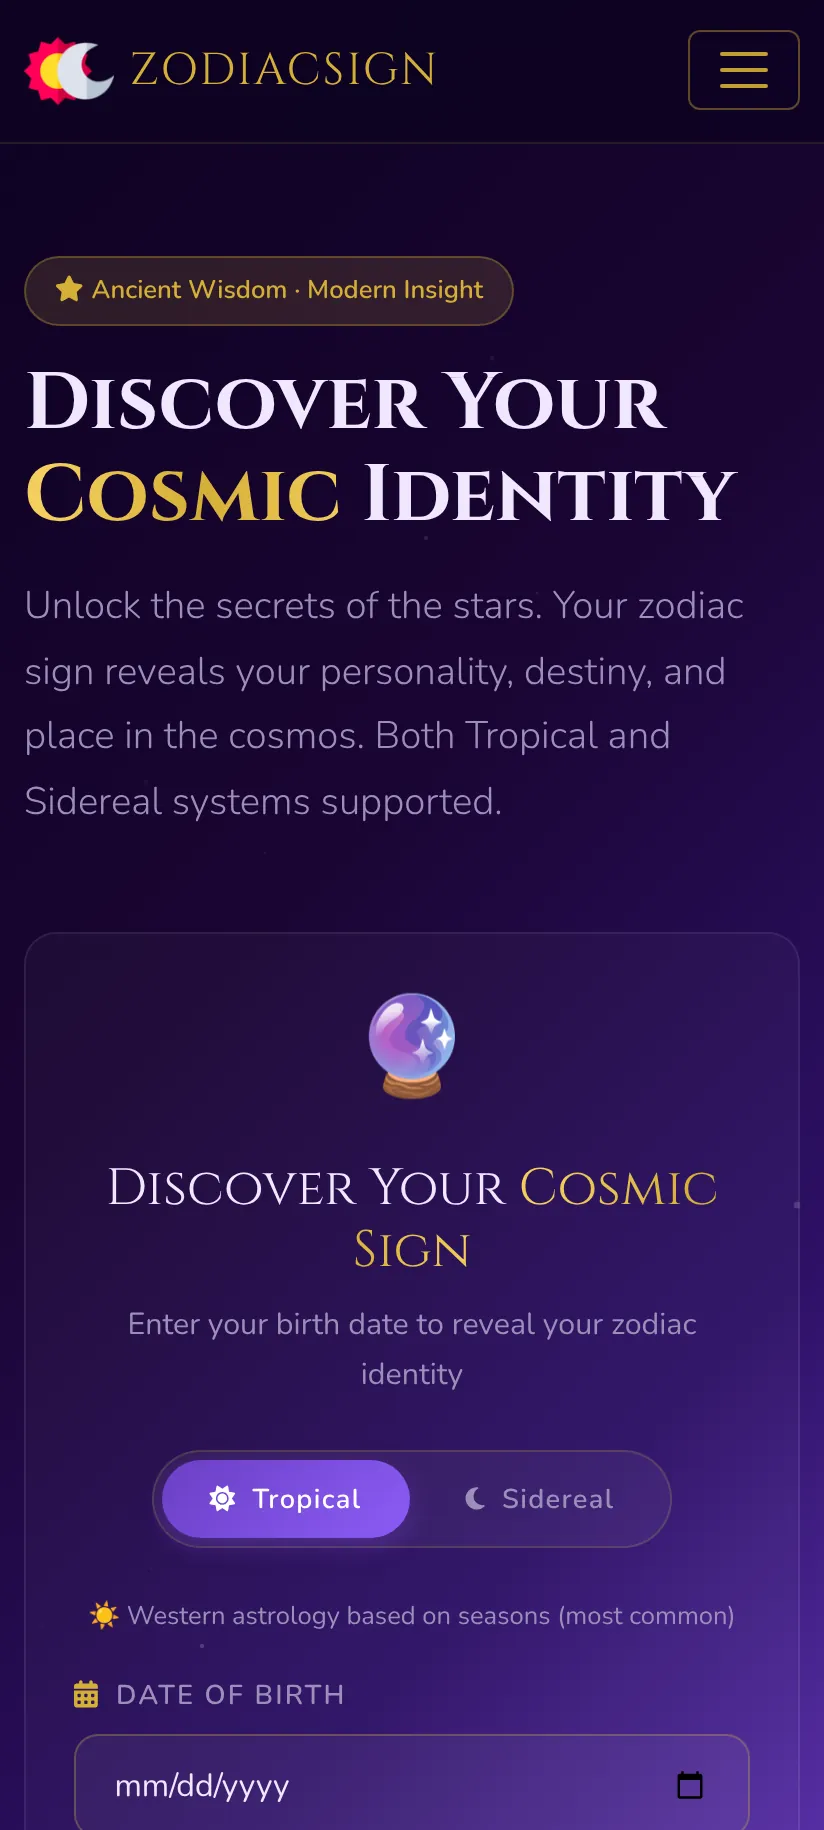 ZODIACSIGN
Ancient Wisdom · Modern Insight
Discover Your
Cosmic Identity
Unlock the secrets of the stars. Your zodiac
sign reveals your personality, destiny, and
place in the cosmos. Both Tropical and
Sidereal systems supported.
Discover Your Cosmic
Sign
Enter your birth date to reveal your zodiac
identity
Tropical
Sidereal
Western astrology based on seasons (most common)
DATE OF BIRTH
mm/dd/yyyy